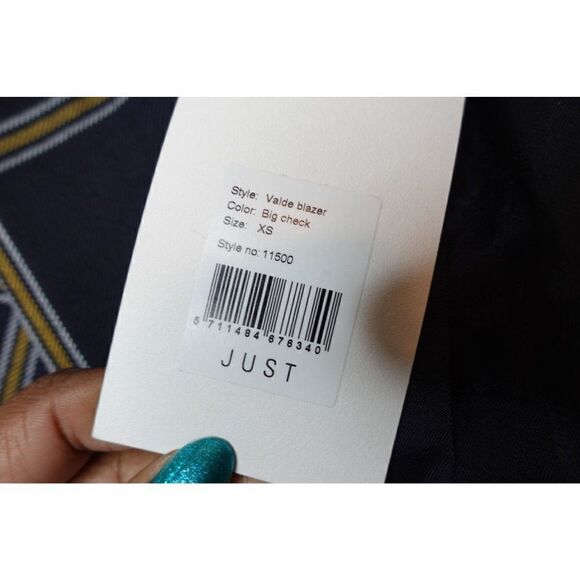 Style: Valde blazer
Color: Big check
Size: XS
Style no: 11500
5 711494 676340
JUST